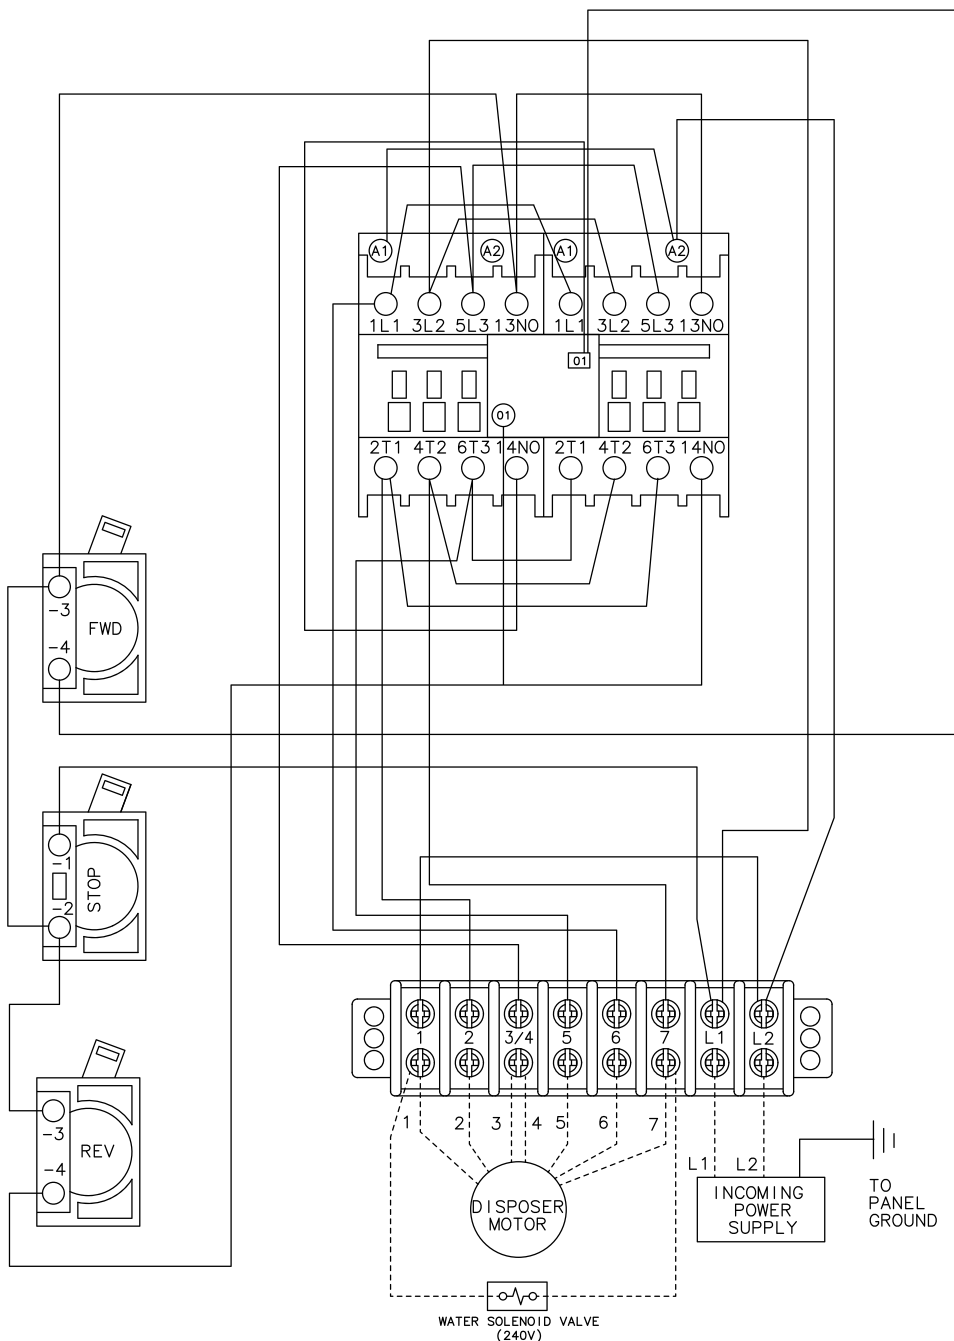 A1 A2 A1 A2
1L1 3L2 5L3 13NO 1L1 3L2 5L3 13NO
01
01
2T1 4T2 6T3 14NO 2T1 4T2 6T3 14NO
-3
FWD
-4
-1
STOP
-2
1 2 3/4 5 6 7 L1 L2
1 2 3 4 5 6 7
-3
REV
-4
L1 L2
DISPOSER
MOTOR
INCOMING
POWER
SUPPLY
TO
PANEL
GROUND
WATER SOLENOID VALVE
(240V)